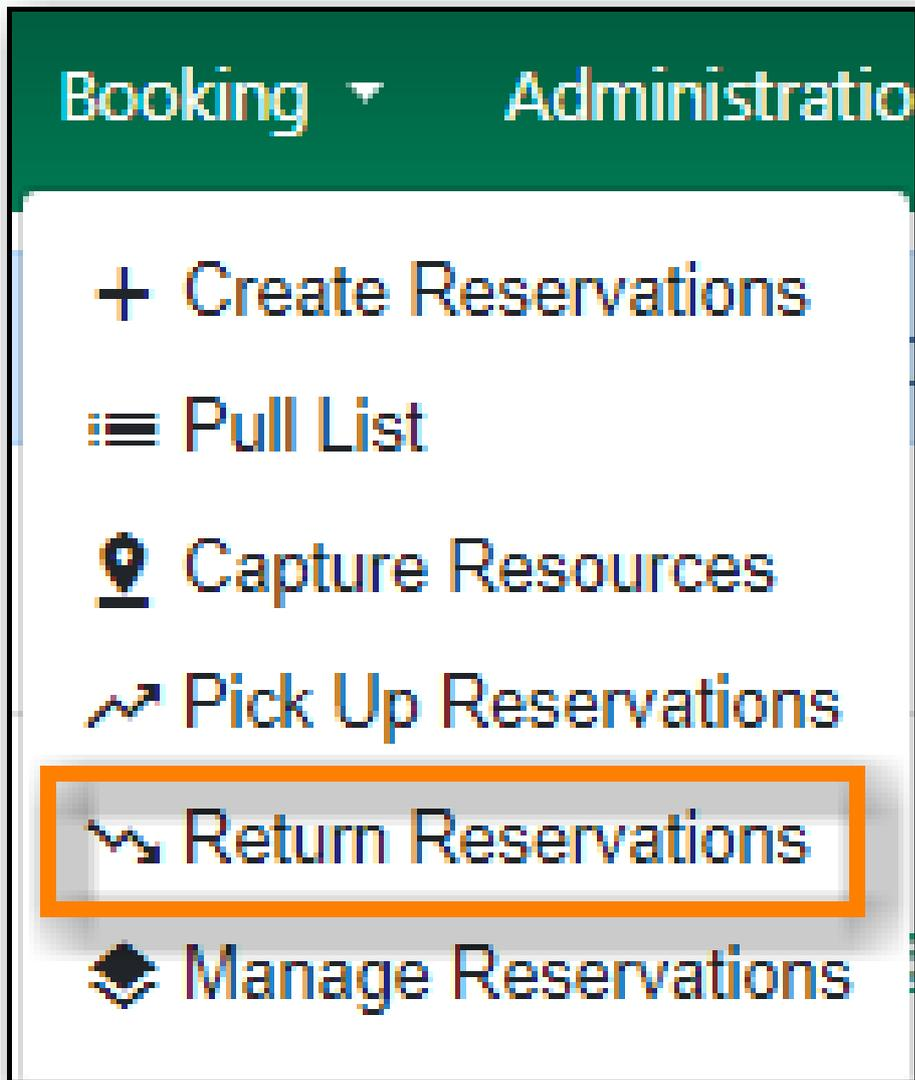 Booking Administratio
Create Reservations
Pull List
Capture Resources
Pick Up Reservations
Return Reservations
Manage Reservations